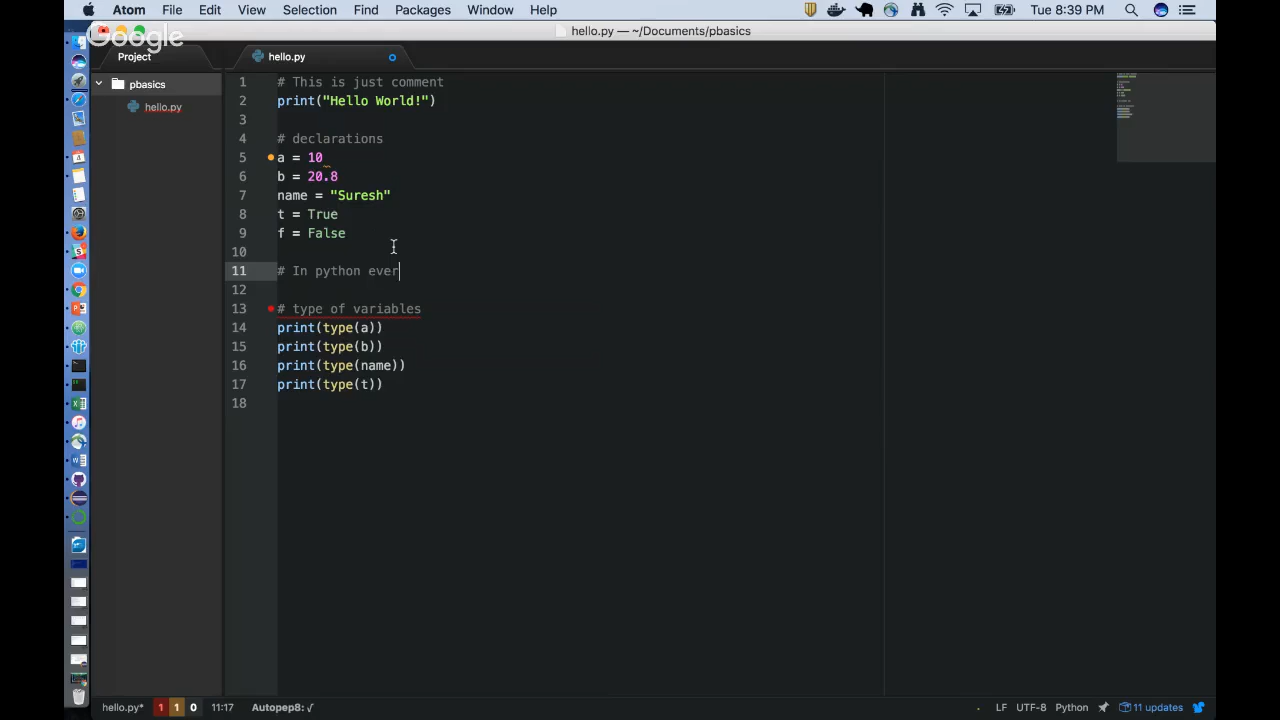 Atom File Edit View Selection Find Packages Window Help Tue 8:39 PM
hello.py — ~/Documents/pbasics
Google
Project
hello.py
pbasics
hello.py
1 # This is just comment
2 print("Hello World!")
3
4 # declarations
5 a = 10
6 b = 20.8
7 name = "Suresh"
8 t = True
9 f = False
10
11 # In python ever
12
13 # type of variables
14 print(type(a))
15 print(type(b))
16 print(type(name))
17 print(type(t))
18
hello.py* 1 1 0 11:17 Autopep8: √ LF UTF-8 Python 11 updates